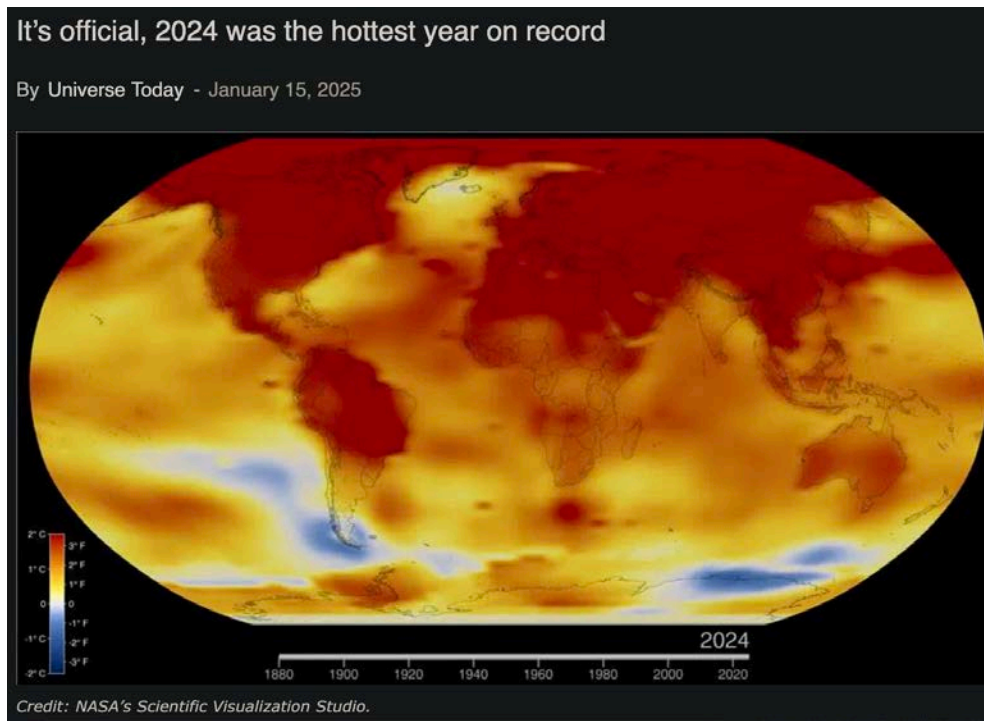 It's official, 2024 was the hottest year on record
By Universe Today - January 15, 2025
2° C
3° F
1° C
2° F
1° F
0
0
-1° C
-1° F
-2° F
-2° C
-3° F
2024
1880 1900 1920 1940 1960 1980 2000 2020
Credit: NASA's Scientific Visualization Studio.